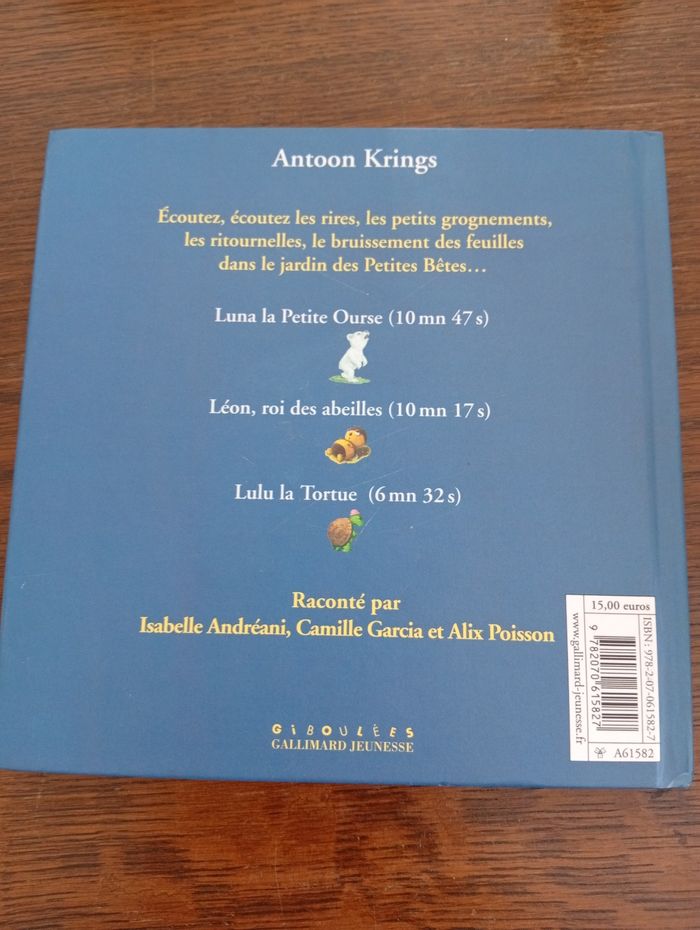 Antoon Krings
Écoutez, écoutez les rires, les petits grognements,
les ritournelles, le bruissement des feuilles
dans le jardin des Petites Bêtes…
Luna la Petite Ourse (10 mn 47 s)
Léon, roi des abeilles (10 mn 17 s)
Lulu la Tortue (6 mn 32 s)
Raconté par
Isabelle Andréani, Camille Garcia et Alix Poisson
GIBOULÉES
GALLIMARD JEUNESSE
15,00 euros
ISBN : 978-2-07-061582-7
9 782070 615827
www.gallimard-jeunesse.fr
A61582